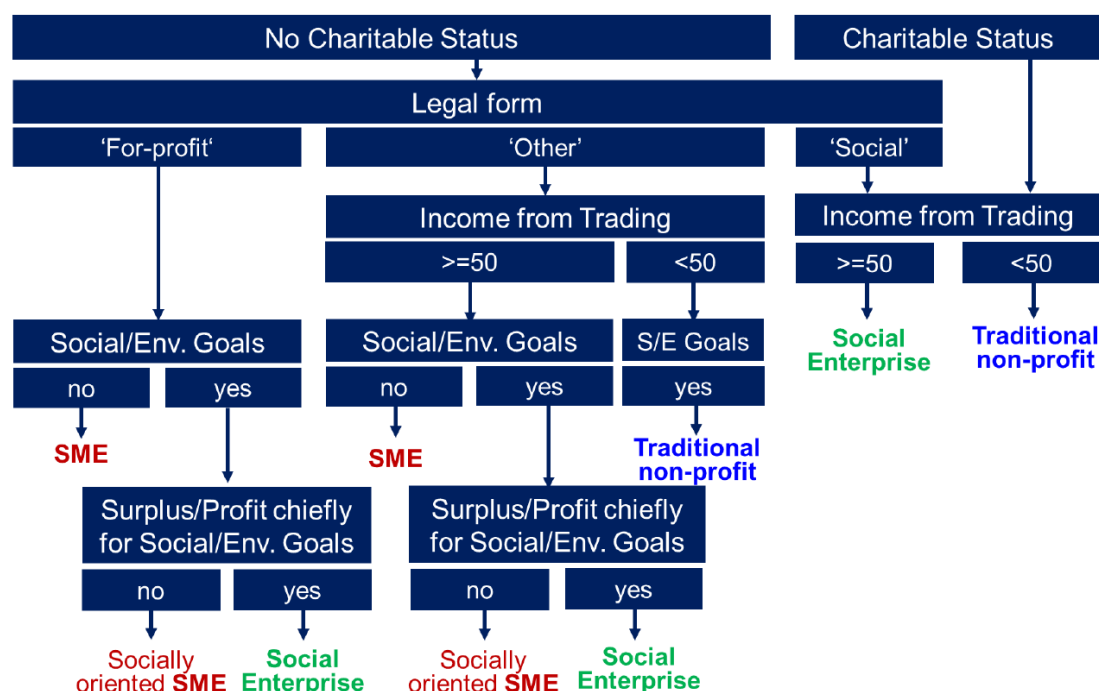 No Charitable Status
Charitable Status
Legal form
'For-profit'
'Other'
'Social'
Income from Trading
Income from Trading
>=50
<50
>=50
<50
Social/Env. Goals
Social/Env. Goals
S/E Goals
Social
Enterprise
Traditional
non-profit
no
yes
no
yes
yes
SME
SME
Traditional
non-profit
Surplus/Profit chiefly
for Social/Env. Goals
Surplus/Profit chiefly
for Social/Env. Goals
no
yes
no
yes
Socially
oriented SME
Social
Enterprise
Socially
oriented SME
Social
Enterprise